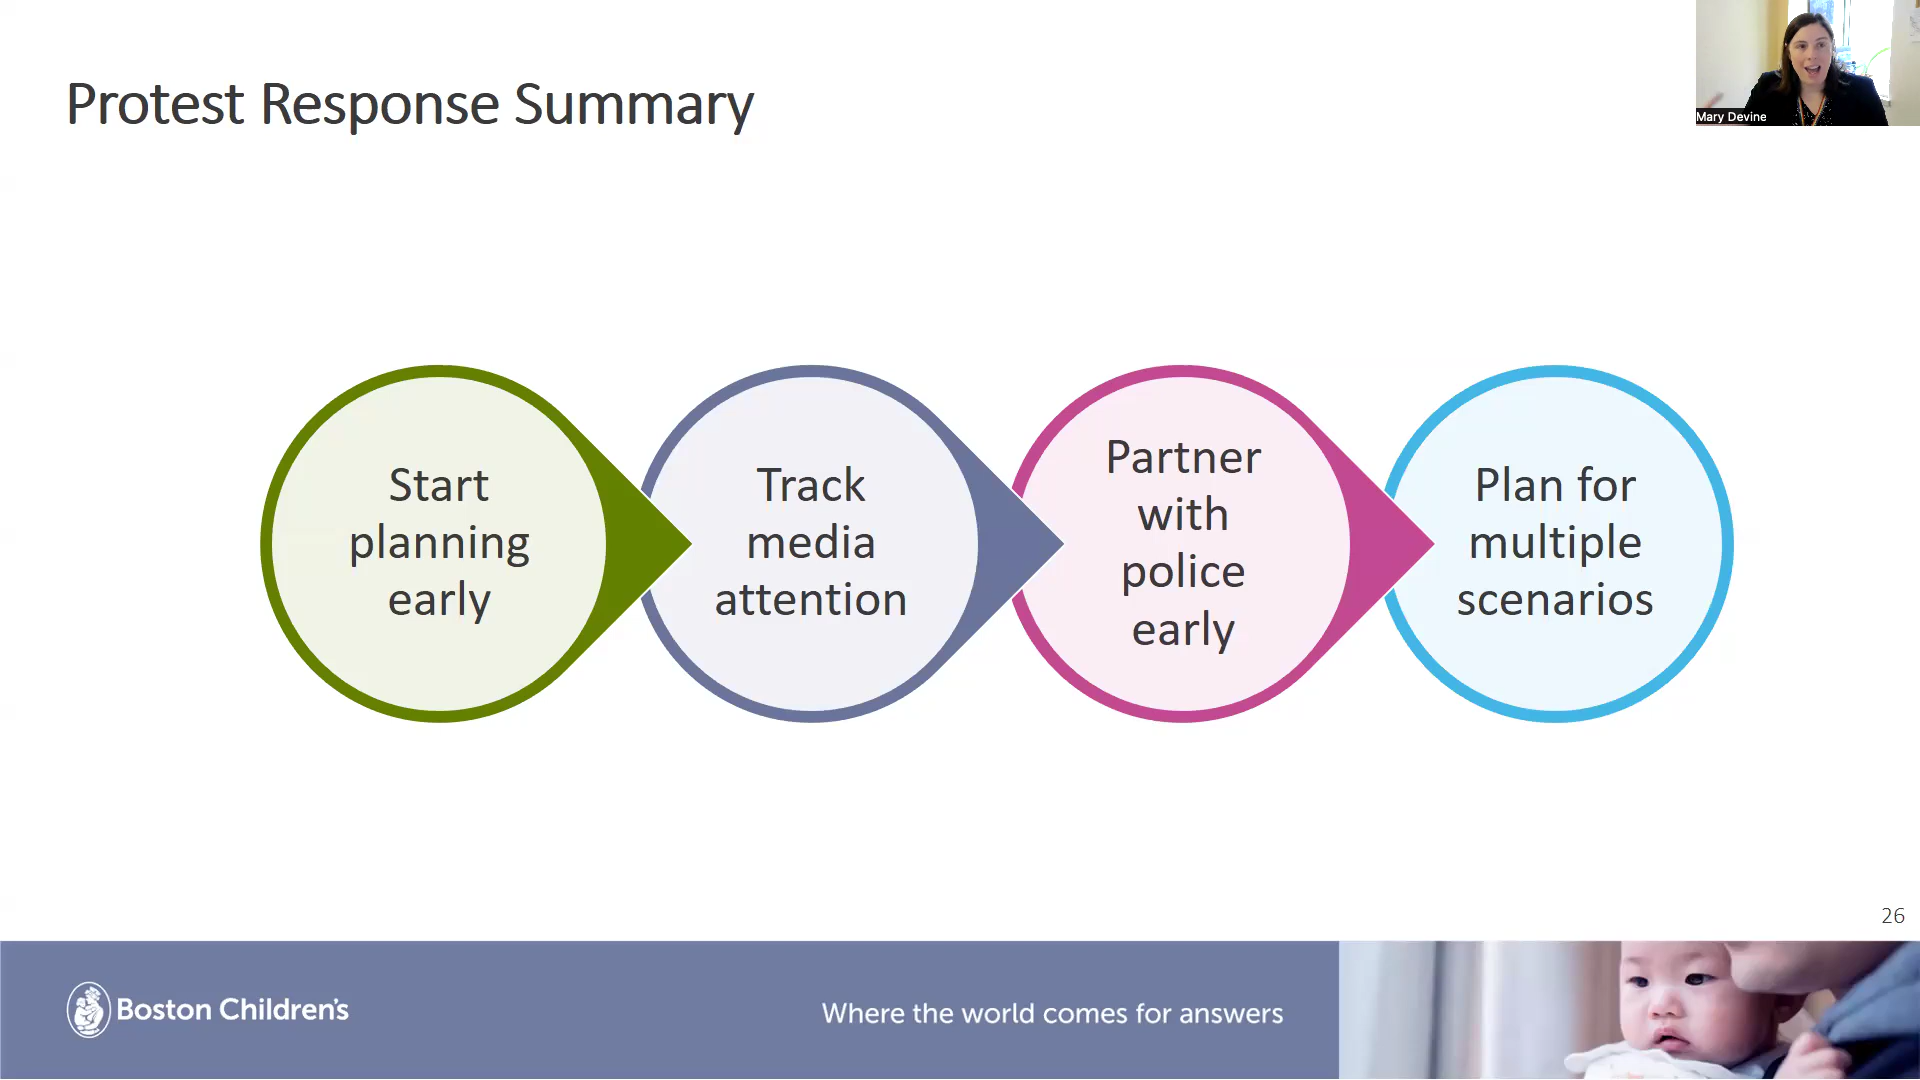 Protest Response Summary
Mary Devine
Start
planning
early
Track
media
attention
Partner
with
police
early
Plan for
multiple
scenarios
26
Boston Children's
Where the world comes for answers